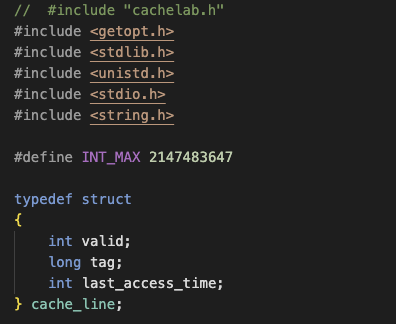 //  #include "cachelab.h"
#include <getopt.h>
#include <stdlib.h>
#include <unistd.h>
#include <stdio.h>
#include <string.h>

#define INT_MAX 2147483647

typedef struct
{
    int valid;
    long tag;
    int last_access_time;
} cache_line;